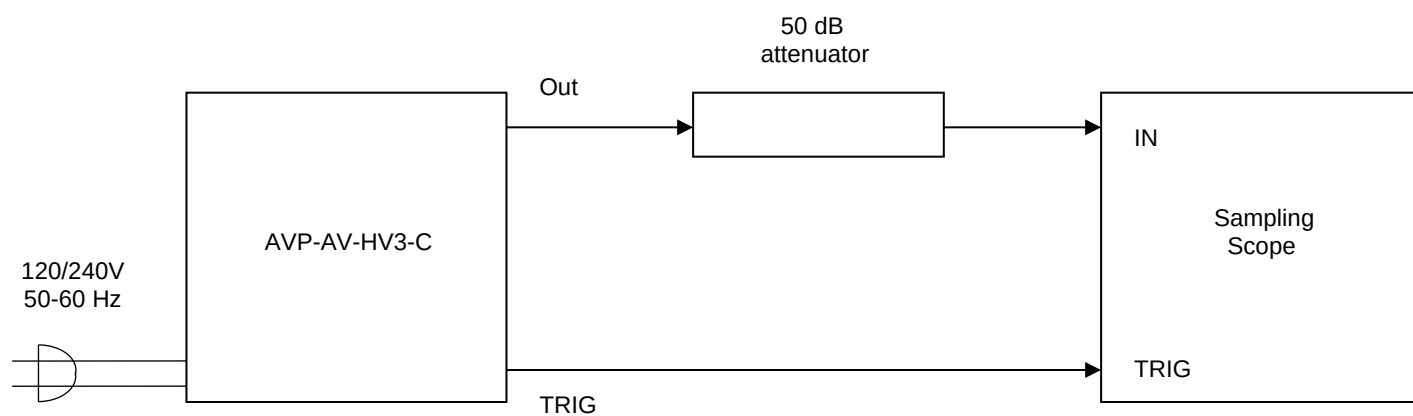 50 dB
attenuator
Out
IN
AVP-AV-HV3-C
Sampling
Scope
120/240V
50-60 Hz
TRIG
TRIG